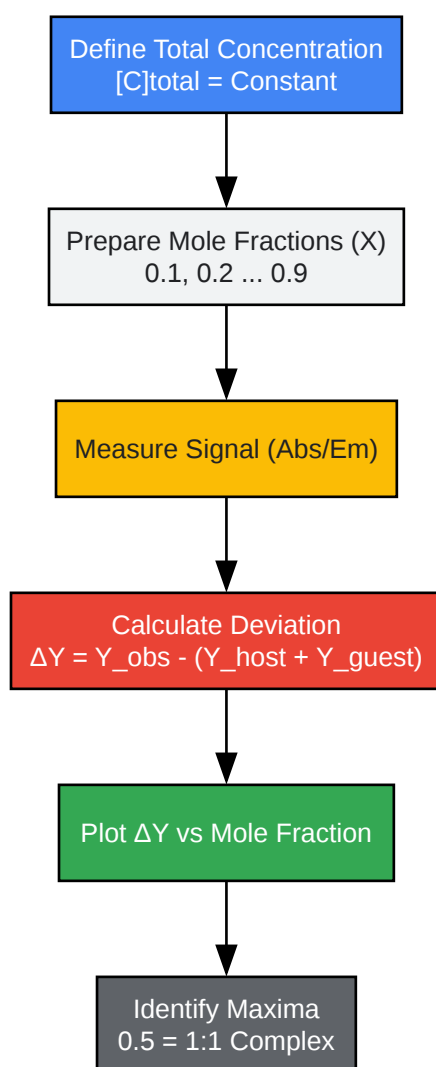 Define Total Concentration
[C]total = Constant
Prepare Mole Fractions (X)
0.1, 0.2 ... 0.9
Measure Signal (Abs/Em)
Calculate Deviation
ΔY = Y_obs - (Y_host + Y_guest)
Plot ΔY vs Mole Fraction
Identify Maxima
0.5 = 1:1 Complex